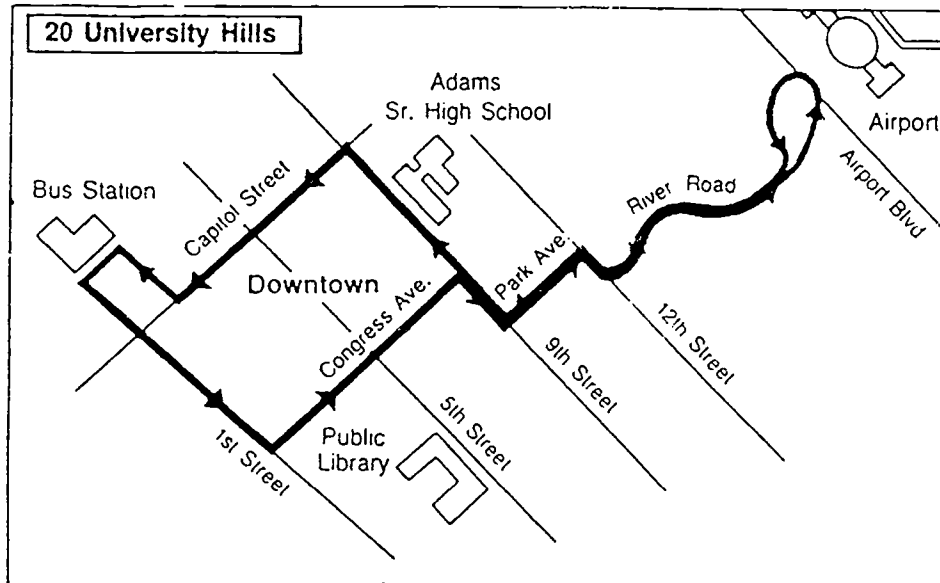 20 University Hills
Adams
Sr. High School
Airport
Bus Station
Capitol Street
River Road
Airport Blvd
Downtown
Park Ave.
Congress Ave.
12th Street
9th Street
5th Street
1st Street
Public
Library